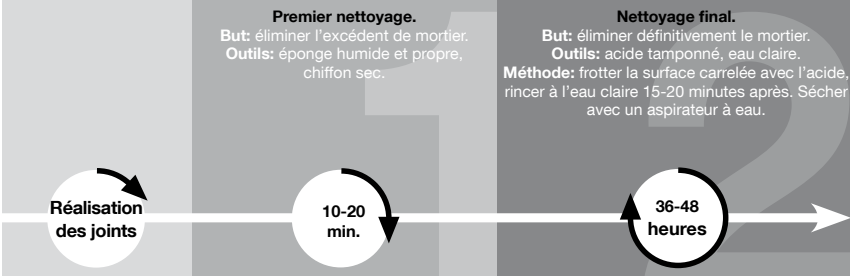 Premier nettoyage.
But: éliminer l'excédent de mortier.
Outils: éponge humide et propre,
chiffon sec.
Nettoyage final.
But: éliminer définitivement le mortier.
Outils: acide tamponné, eau claire.
Méthode: frotter la surface carrelée avec l'acide,
rincer à l'eau claire 15-20 minutes après. Sécher
avec un aspirateur à eau.
1
2
Réalisation
des joints
10-20
min.
36-48
heures